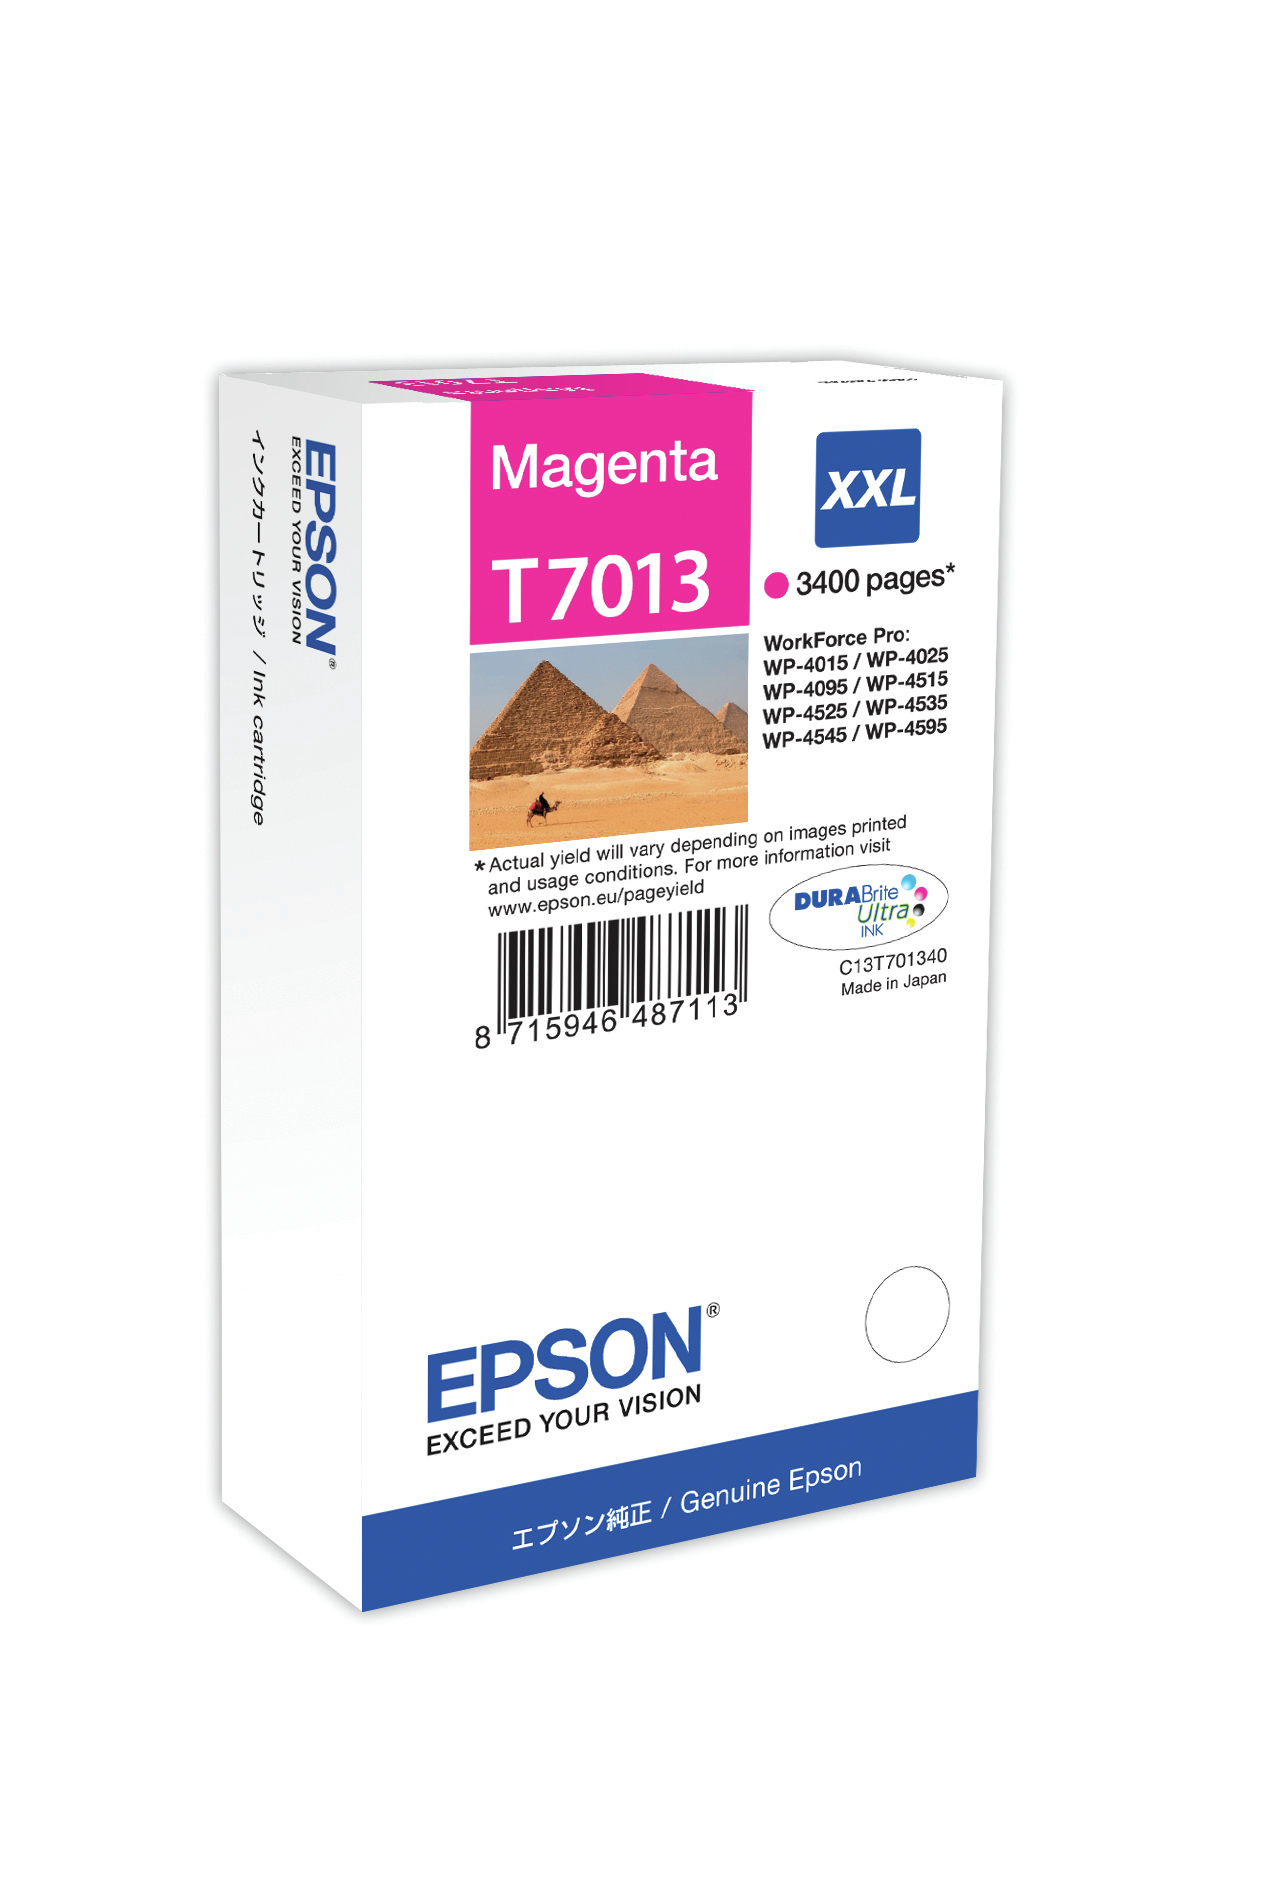 Magenta
T7013
XXL
3400 pages*
WorkForce Pro:
WP-4015 / WP-4025
WP-4095 / WP-4515
WP-4525 / WP-4535
WP-4545 / WP-4595
* Actual yield will vary depending on images printed
and usage conditions. For more information visit
www.epson.eu/pageyield
DURABrite
Ultra
INK
C13T701340
Made in Japan
8 715946 487113
EPSON®
EXCEED YOUR VISION
エプソン純正 / Genuine Epson
EPSON®
EXCEED YOUR VISION
インクカートリッジ / Ink cartridge